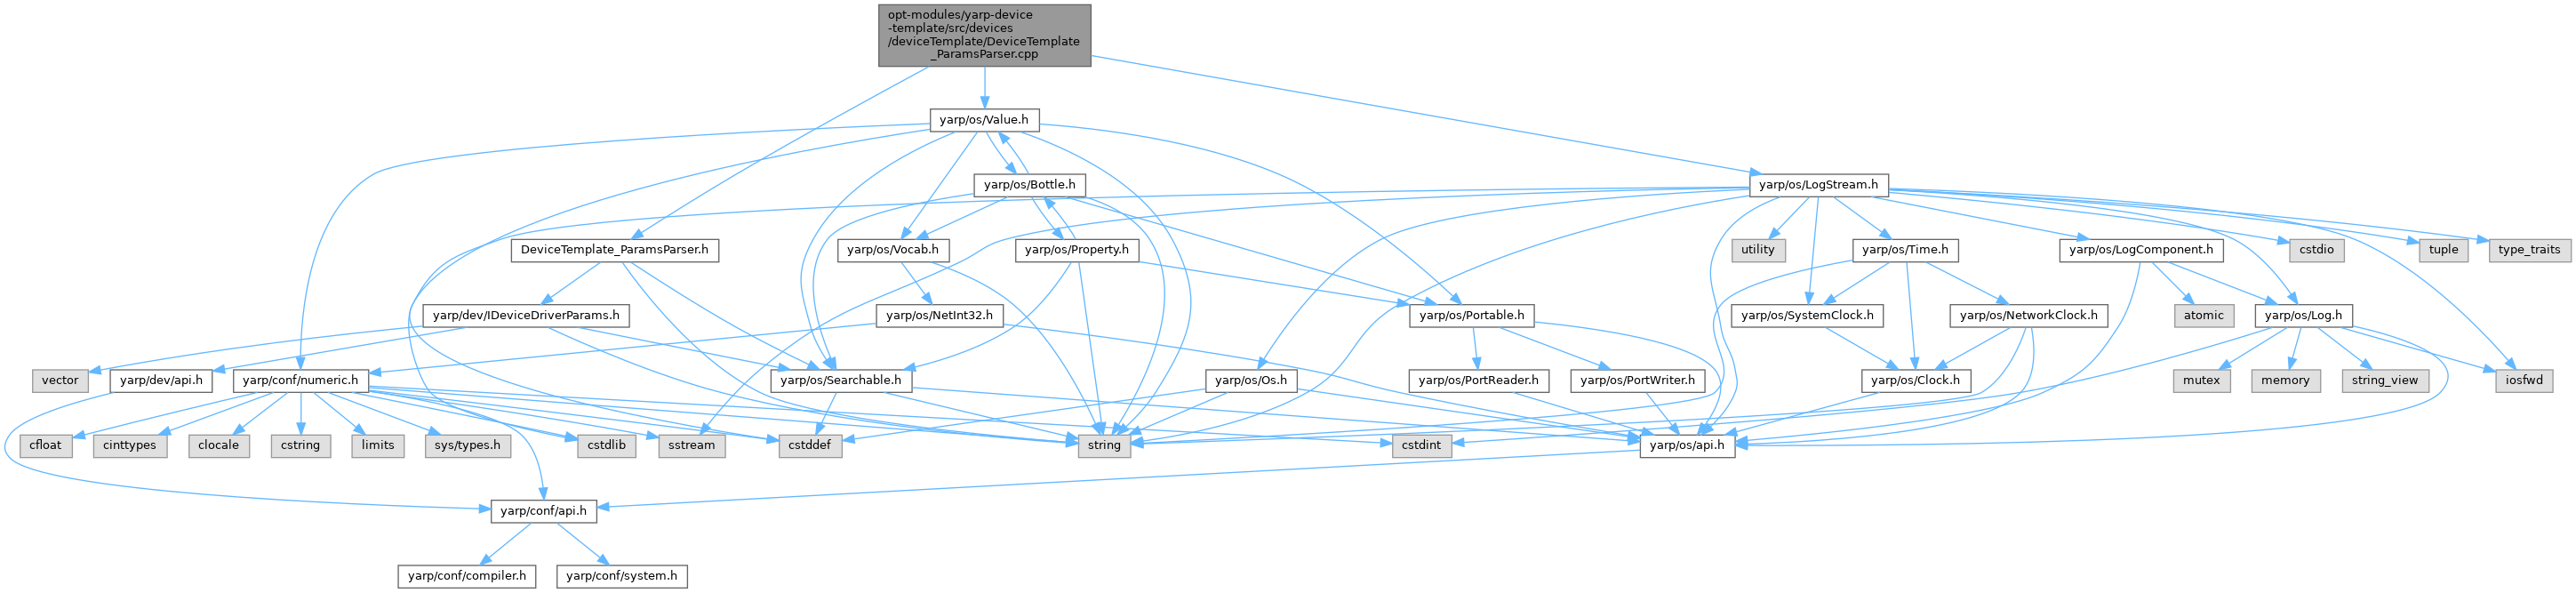 opt-modules/yarp-device
-template/src/devices
/deviceTemplate/DeviceTemplate
_ParamsParser.cpp
yarp/os/Value.h
yarp/os/Bottle.h
yarp/os/LogStream.h
DeviceTemplate_ParamsParser.h
yarp/os/Vocab.h
yarp/os/Property.h
utility
yarp/os/Time.h
yarp/os/LogComponent.h
cstdio
tuple
type_traits
yarp/dev/IDeviceDriverParams.h
yarp/os/NetInt32.h
yarp/os/Portable.h
yarp/os/SystemClock.h
yarp/os/NetworkClock.h
atomic
yarp/os/Log.h
vector
yarp/dev/api.h
yarp/conf/numeric.h
yarp/os/Searchable.h
yarp/os/Os.h
yarp/os/PortReader.h
yarp/os/PortWriter.h
yarp/os/Clock.h
mutex
memory
string_view
iosfwd
cfloat
cinttypes
clocale
cstring
limits
sys/types.h
cstdlib
sstream
cstddef
string
cstdint
yarp/os/api.h
yarp/conf/api.h
yarp/conf/compiler.h
yarp/conf/system.h